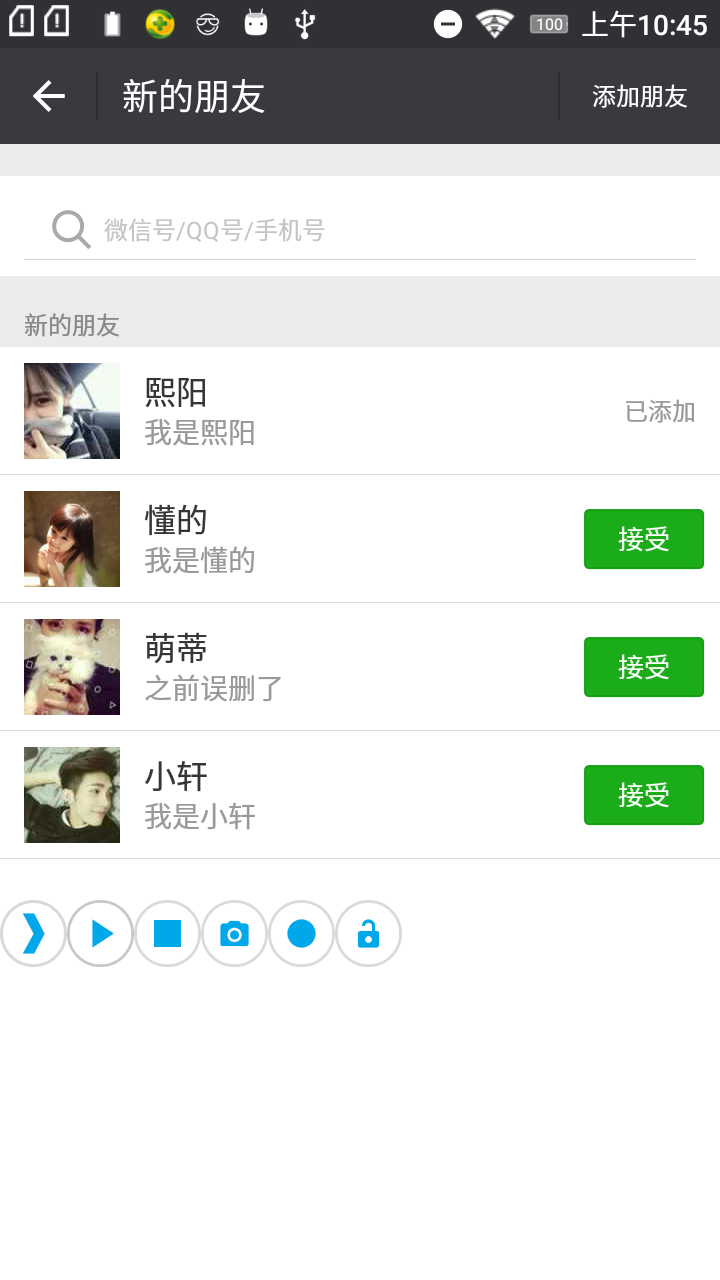 100 上午10:45
新的朋友 添加朋友
微信号/QQ号/手机号
新的朋友
熙阳
我是熙阳
已添加
懂的
我是懂的
接受
萌蒂
之前误删了
接受
小轩
我是小轩
接受